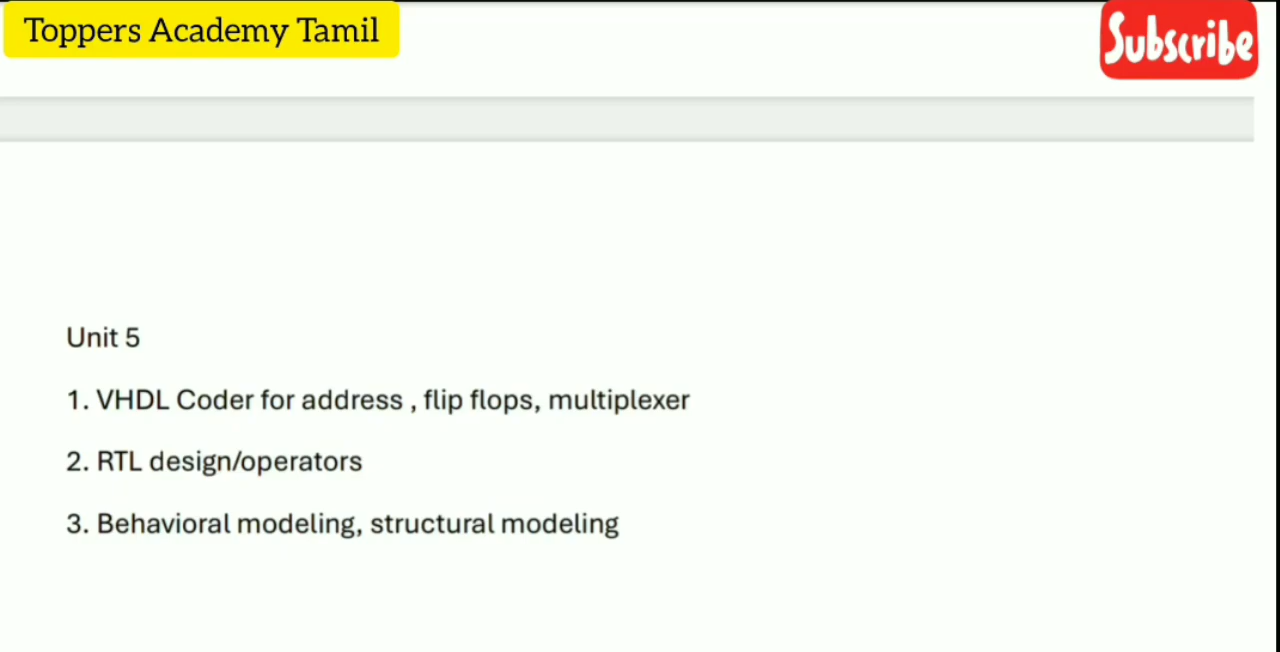 Toppers Academy Tamil
Subscribe
Unit 5
1. VHDL Coder for address , flip flops, multiplexer
2. RTL design/operators
3. Behavioral modeling, structural modeling